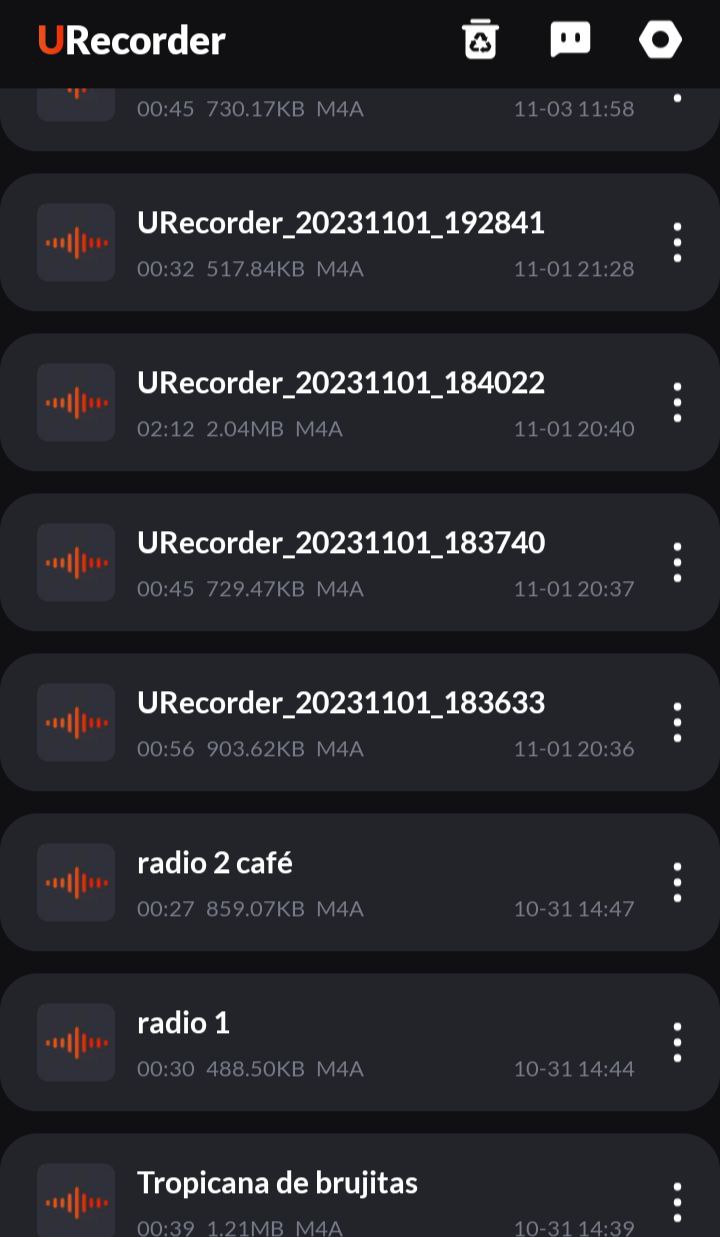 URecorder
00:45 730.17KB M4A 11-03 11:58
URecorder_20231101_192841
00:32 517.84KB M4A 11-01 21:28
URecorder_20231101_184022
02:12 2.04MB M4A 11-01 20:40
URecorder_20231101_183740
00:45 729.47KB M4A 11-01 20:37
URecorder_20231101_183633
00:56 903.62KB M4A 11-01 20:36
radio 2 café
00:27 859.07KB M4A 10-31 14:47
radio 1
00:30 488.50KB M4A 10-31 14:44
Tropicana de brujitas
00:39 1.21MB M4A 10-31 14:39